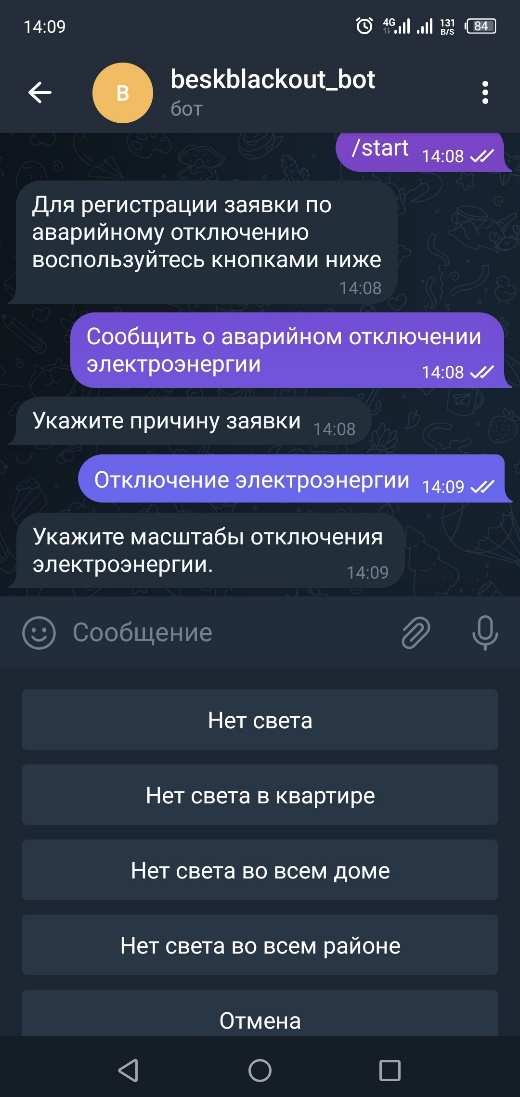 14:09
4G
131
B/S
84
B
beskblackout_bot
бот
/start 14:08
Для регистрации заявки по
аварийному отключению
воспользуйтесь кнопками ниже
14:08
Сообщить о аварийном отключении
электроэнергии 14:08
Укажите причину заявки 14:08
Отключение электроэнергии 14:09
Укажите масштабы отключения
электроэнергии. 14:09
Сообщение
Нет света
Нет света в квартире
Нет света во всем доме
Нет света во всем районе
Отмена